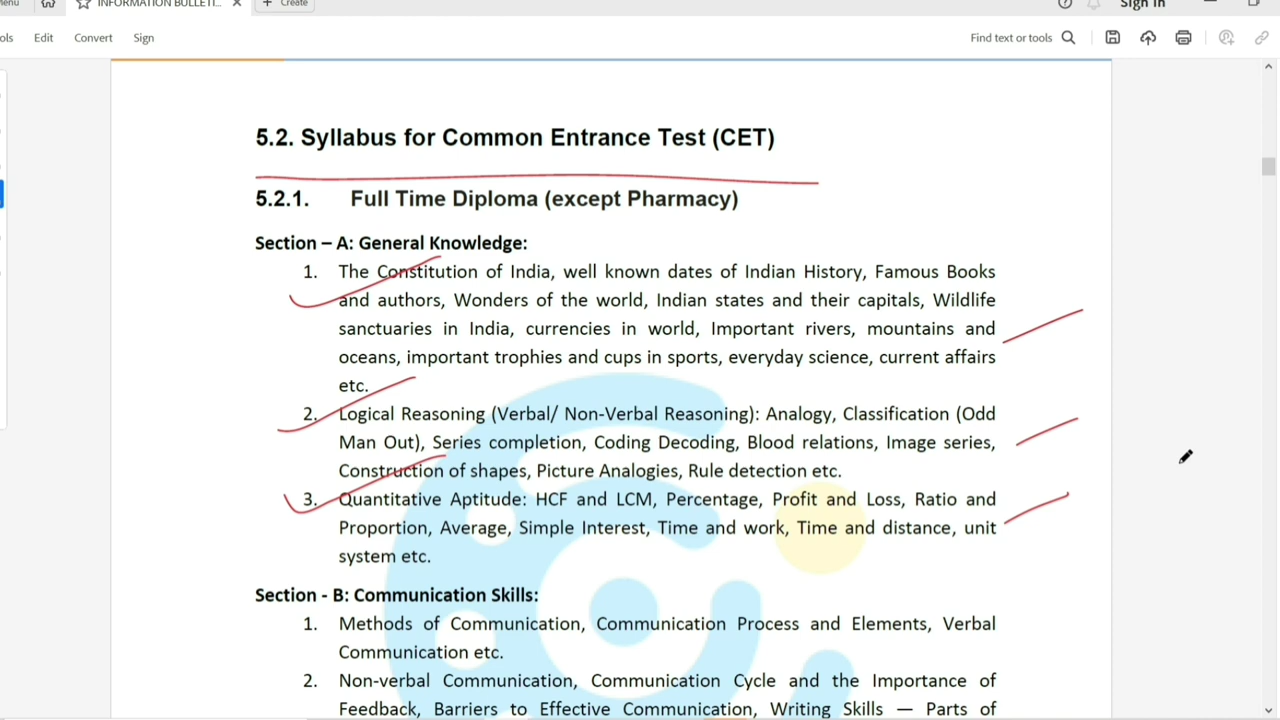 Menu
INFORMATION BULLETI...
Create
Sign in
ols Edit Convert Sign
Find text or tools
5.2. Syllabus for Common Entrance Test (CET)
5.2.1. Full Time Diploma (except Pharmacy)
Section – A: General Knowledge:
1. The Constitution of India, well known dates of Indian History, Famous Books
and authors, Wonders of the world, Indian states and their capitals, Wildlife
sanctuaries in India, currencies in world, Important rivers, mountains and
oceans, important trophies and cups in sports, everyday science, current affairs
etc.
2. Logical Reasoning (Verbal/ Non-Verbal Reasoning): Analogy, Classification (Odd
Man Out), Series completion, Coding Decoding, Blood relations, Image series,
Construction of shapes, Picture Analogies, Rule detection etc.
3. Quantitative Aptitude: HCF and LCM, Percentage, Profit and Loss, Ratio and
Proportion, Average, Simple Interest, Time and work, Time and distance, unit
system etc.
Section - B: Communication Skills:
1. Methods of Communication, Communication Process and Elements, Verbal
Communication etc.
2. Non-verbal Communication, Communication Cycle and the Importance of
Feedback, Barriers to Effective Communication, Writing Skills — Parts of